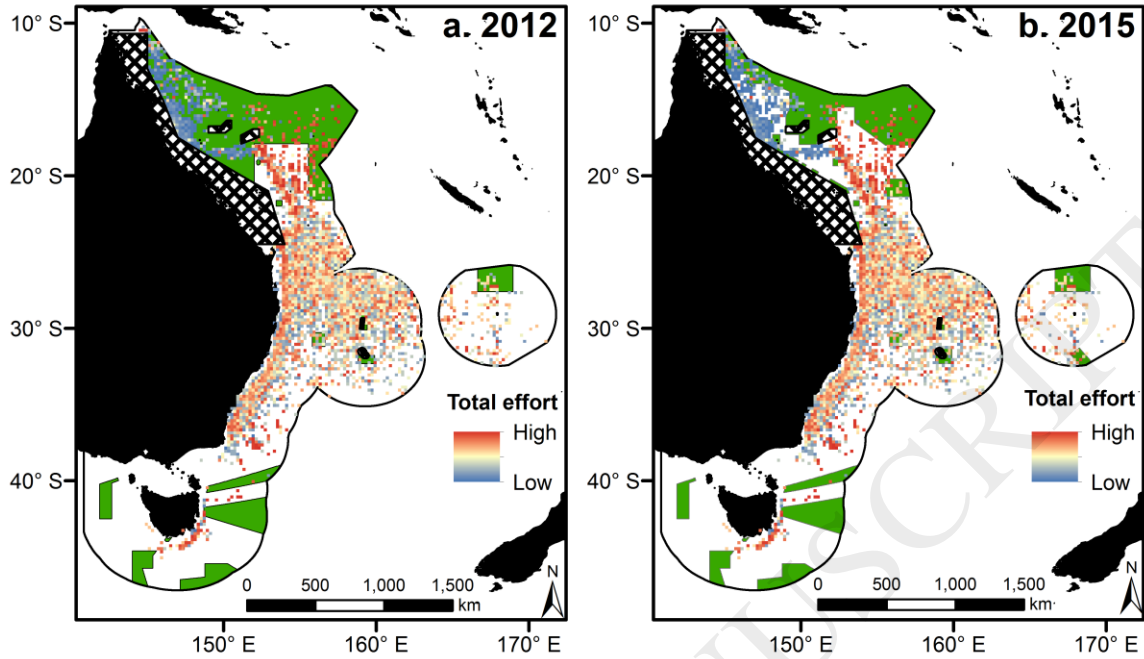 a. 2012
10° S
20° S
30° S
40° S
Total effort
High
Low
0 500 1,000 1,500
km
N
150° E 160° E 170° E
b. 2015
10° S
20° S
30° S
40° S
Total effort
High
Low
0 500 1,000 1,500
km
N
150° E 160° E 170° E
USCRIPT